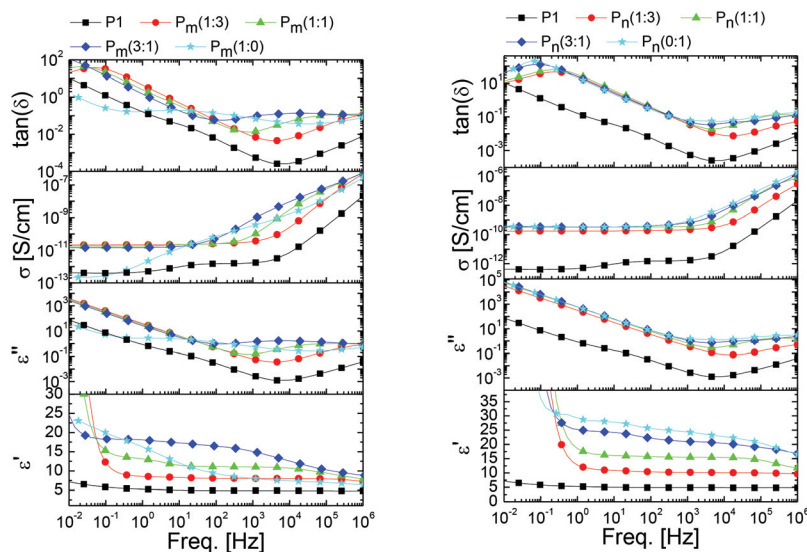 P1 Pm(1:3) Pm(1:1)
Pm(3:1) Pm(1:0)
tan(δ)
10^2
10^0
10^-2
10^-4
σ [S/cm]
10^-7
10^-9
10^-11
10^-13
ε''
10^3
10^1
10^-1
10^-3
ε'
30
25
20
15
10
5
10^-2 10^-1 10^0 10^1 10^2 10^3 10^4 10^5 10^6
Freq. [Hz]
P1 Pn(1:3) Pn(1:1)
Pn(3:1) Pn(0:1)
tan(δ)
10^1
10^-1
10^-3
σ [S/cm]
10^-6
10^-8
10^-10
10^-12
ε''
10^5
10^3
10^1
10^-1
10^-3
ε'
35
30
25
20
15
10
5
0
10^-2 10^-1 10^0 10^1 10^2 10^3 10^4 10^5 10^6
Freq. [Hz]